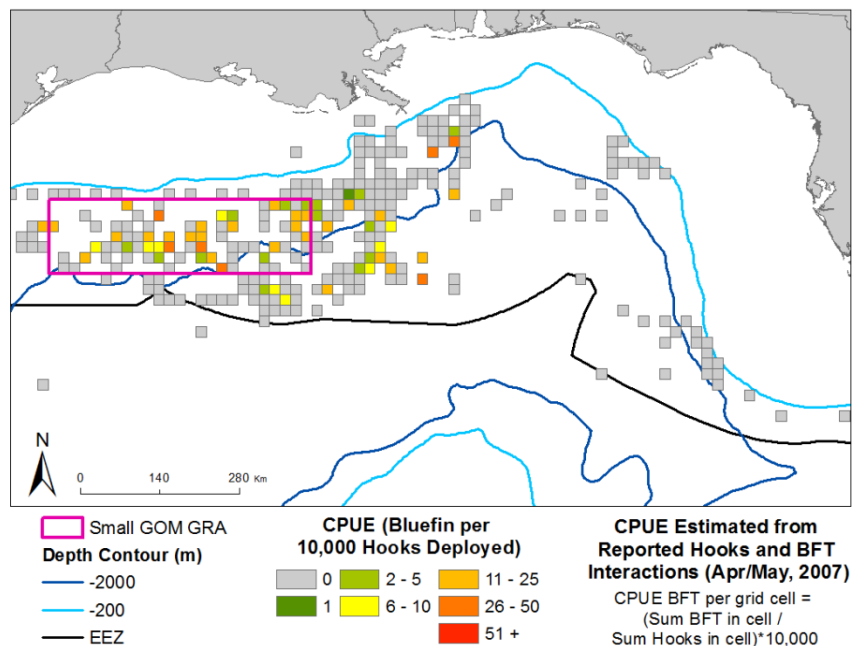 N
0 140 280 Km
Small GOM GRA
Depth Contour (m)
-2000
-200
EEZ
CPUE (Bluefin per
10,000 Hooks Deployed)
0 2 - 5 11 - 25
1 6 - 10 26 - 50
51 +
CPUE Estimated from
Reported Hooks and BFT
Interactions (Apr/May, 2007)
CPUE BFT per grid cell =
(Sum BFT in cell /
Sum Hooks in cell)*10,000